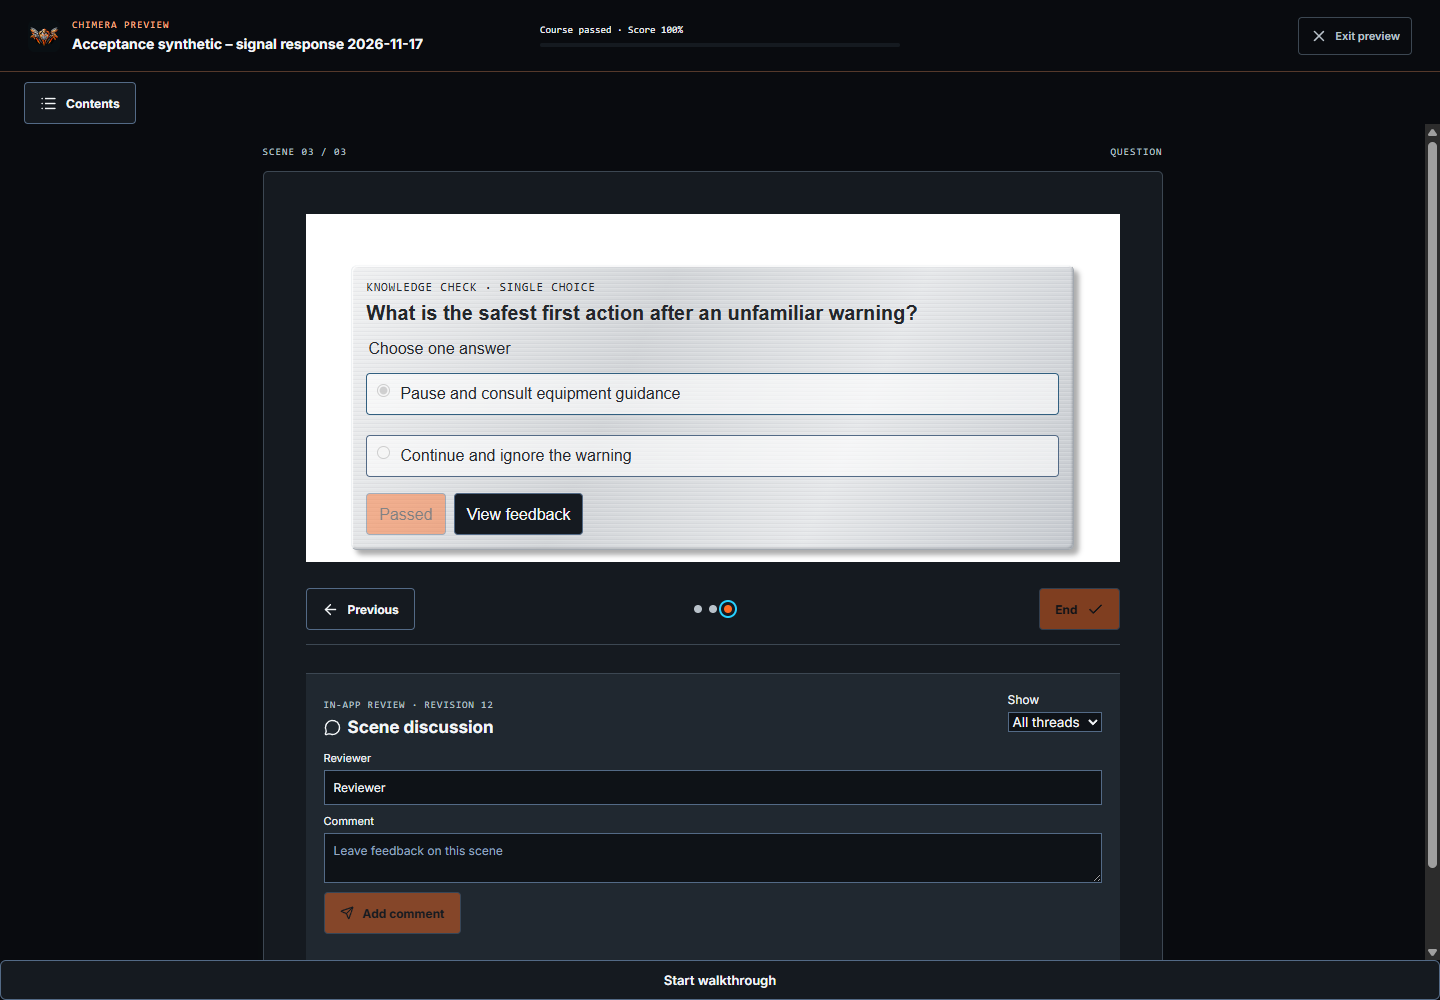 CHIMERA PREVIEW
Acceptance synthetic – signal response 2026-11-17
Course passed · Score 100%
Exit preview
Contents
SCENE 03 / 03
QUESTION
KNOWLEDGE CHECK · SINGLE CHOICE
What is the safest first action after an unfamiliar warning?
Choose one answer
Pause and consult equipment guidance
Continue and ignore the warning
Passed
View feedback
Previous
End
IN-APP REVIEW · REVISION 12
Scene discussion
Show
All threads
Reviewer
Reviewer
Comment
Leave feedback on this scene
Add comment
Start walkthrough